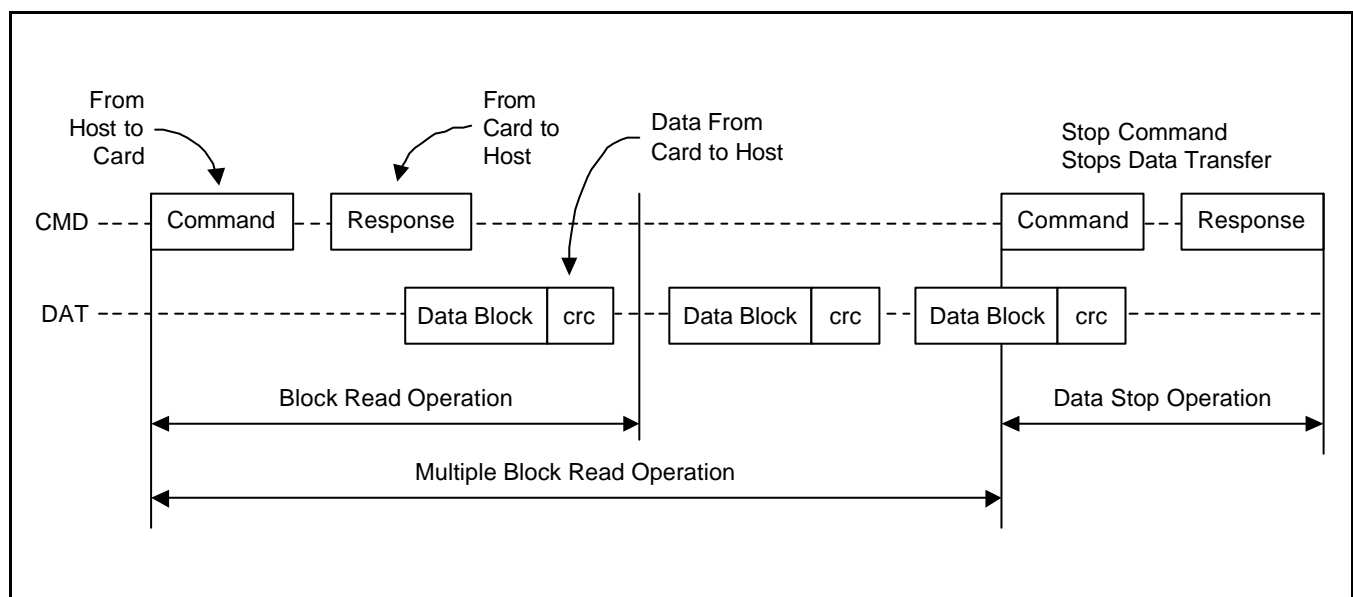 From
Host to
Card
From
Card to
Host
Data From
Card to Host
Stop Command
Stops Data Transfer
CMD Command Response Command Response
DAT Data Block crc Data Block crc Data Block crc
Block Read Operation Data Stop Operation
Multiple Block Read Operation